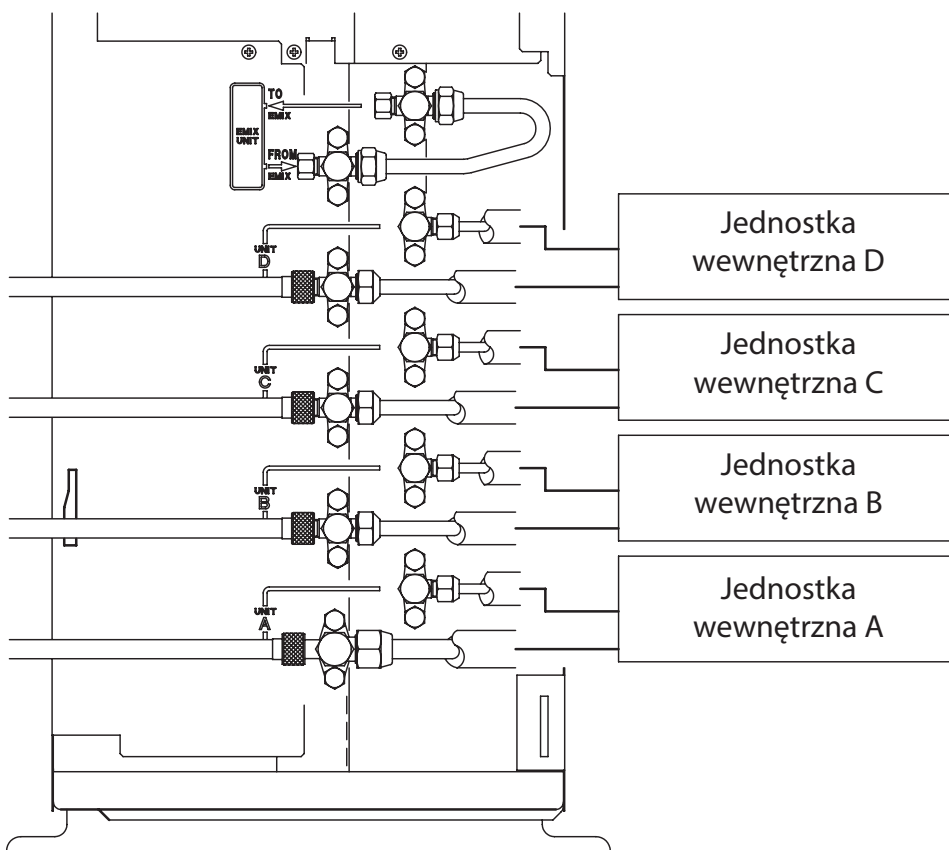 TO
EMIX
EMIX
UNIT
FROM
EMIX
UNIT
D
Jednostka
wewnętrzna D
UNIT
C
Jednostka
wewnętrzna C
UNIT
B
Jednostka
wewnętrzna B
UNIT
A
Jednostka
wewnętrzna A